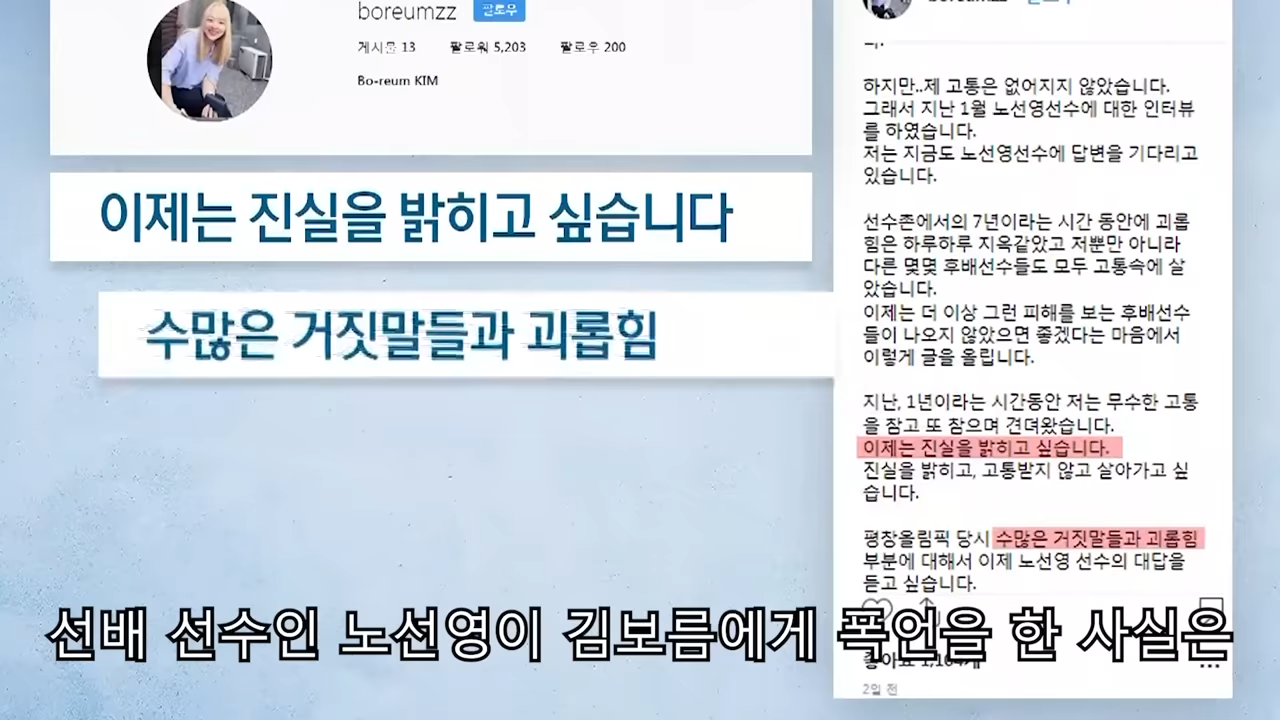 boreumzz 팔로우
게시물 13 팔로워 5,203 팔로우 200
Bo-reum KIM
이제는 진실을 밝히고 싶습니다
수많은 거짓말들과 괴롭힘
하지만..제 고통은 없어지지 않았습니다.
그래서 지난 1월 노선영선수에 대한 인터뷰
를 하였습니다.
저는 지금도 노선영선수에 답변을 기다리고
있습니다.
선수촌에서의 7년이라는 시간 동안에 괴롭
힘은 하루하루 지옥같았고 저뿐만 아니라
다른 몇몇 후배선수들도 모두 고통속에 살
았습니다.
이제는 더 이상 그런 피해를 보는 후배선수
들이 나오지 않았으면 좋겠다는 마음에서
이렇게 글을 올립니다.
지난, 1년이라는 시간동안 저는 무수한 고통
을 참고 또 참으며 견뎌왔습니다.
이제는 진실을 밝히고 싶습니다.
진실을 밝히고, 고통받지 않고 살아가고 싶
습니다.
평창올림픽 당시 수많은 거짓말들과 괴롭힘
부분에 대해서 이제 노선영 선수의 대답을
듣고 싶습니다.
선배 선수인 노선영이 김보름에게 폭언을 한 사실은
2일 전